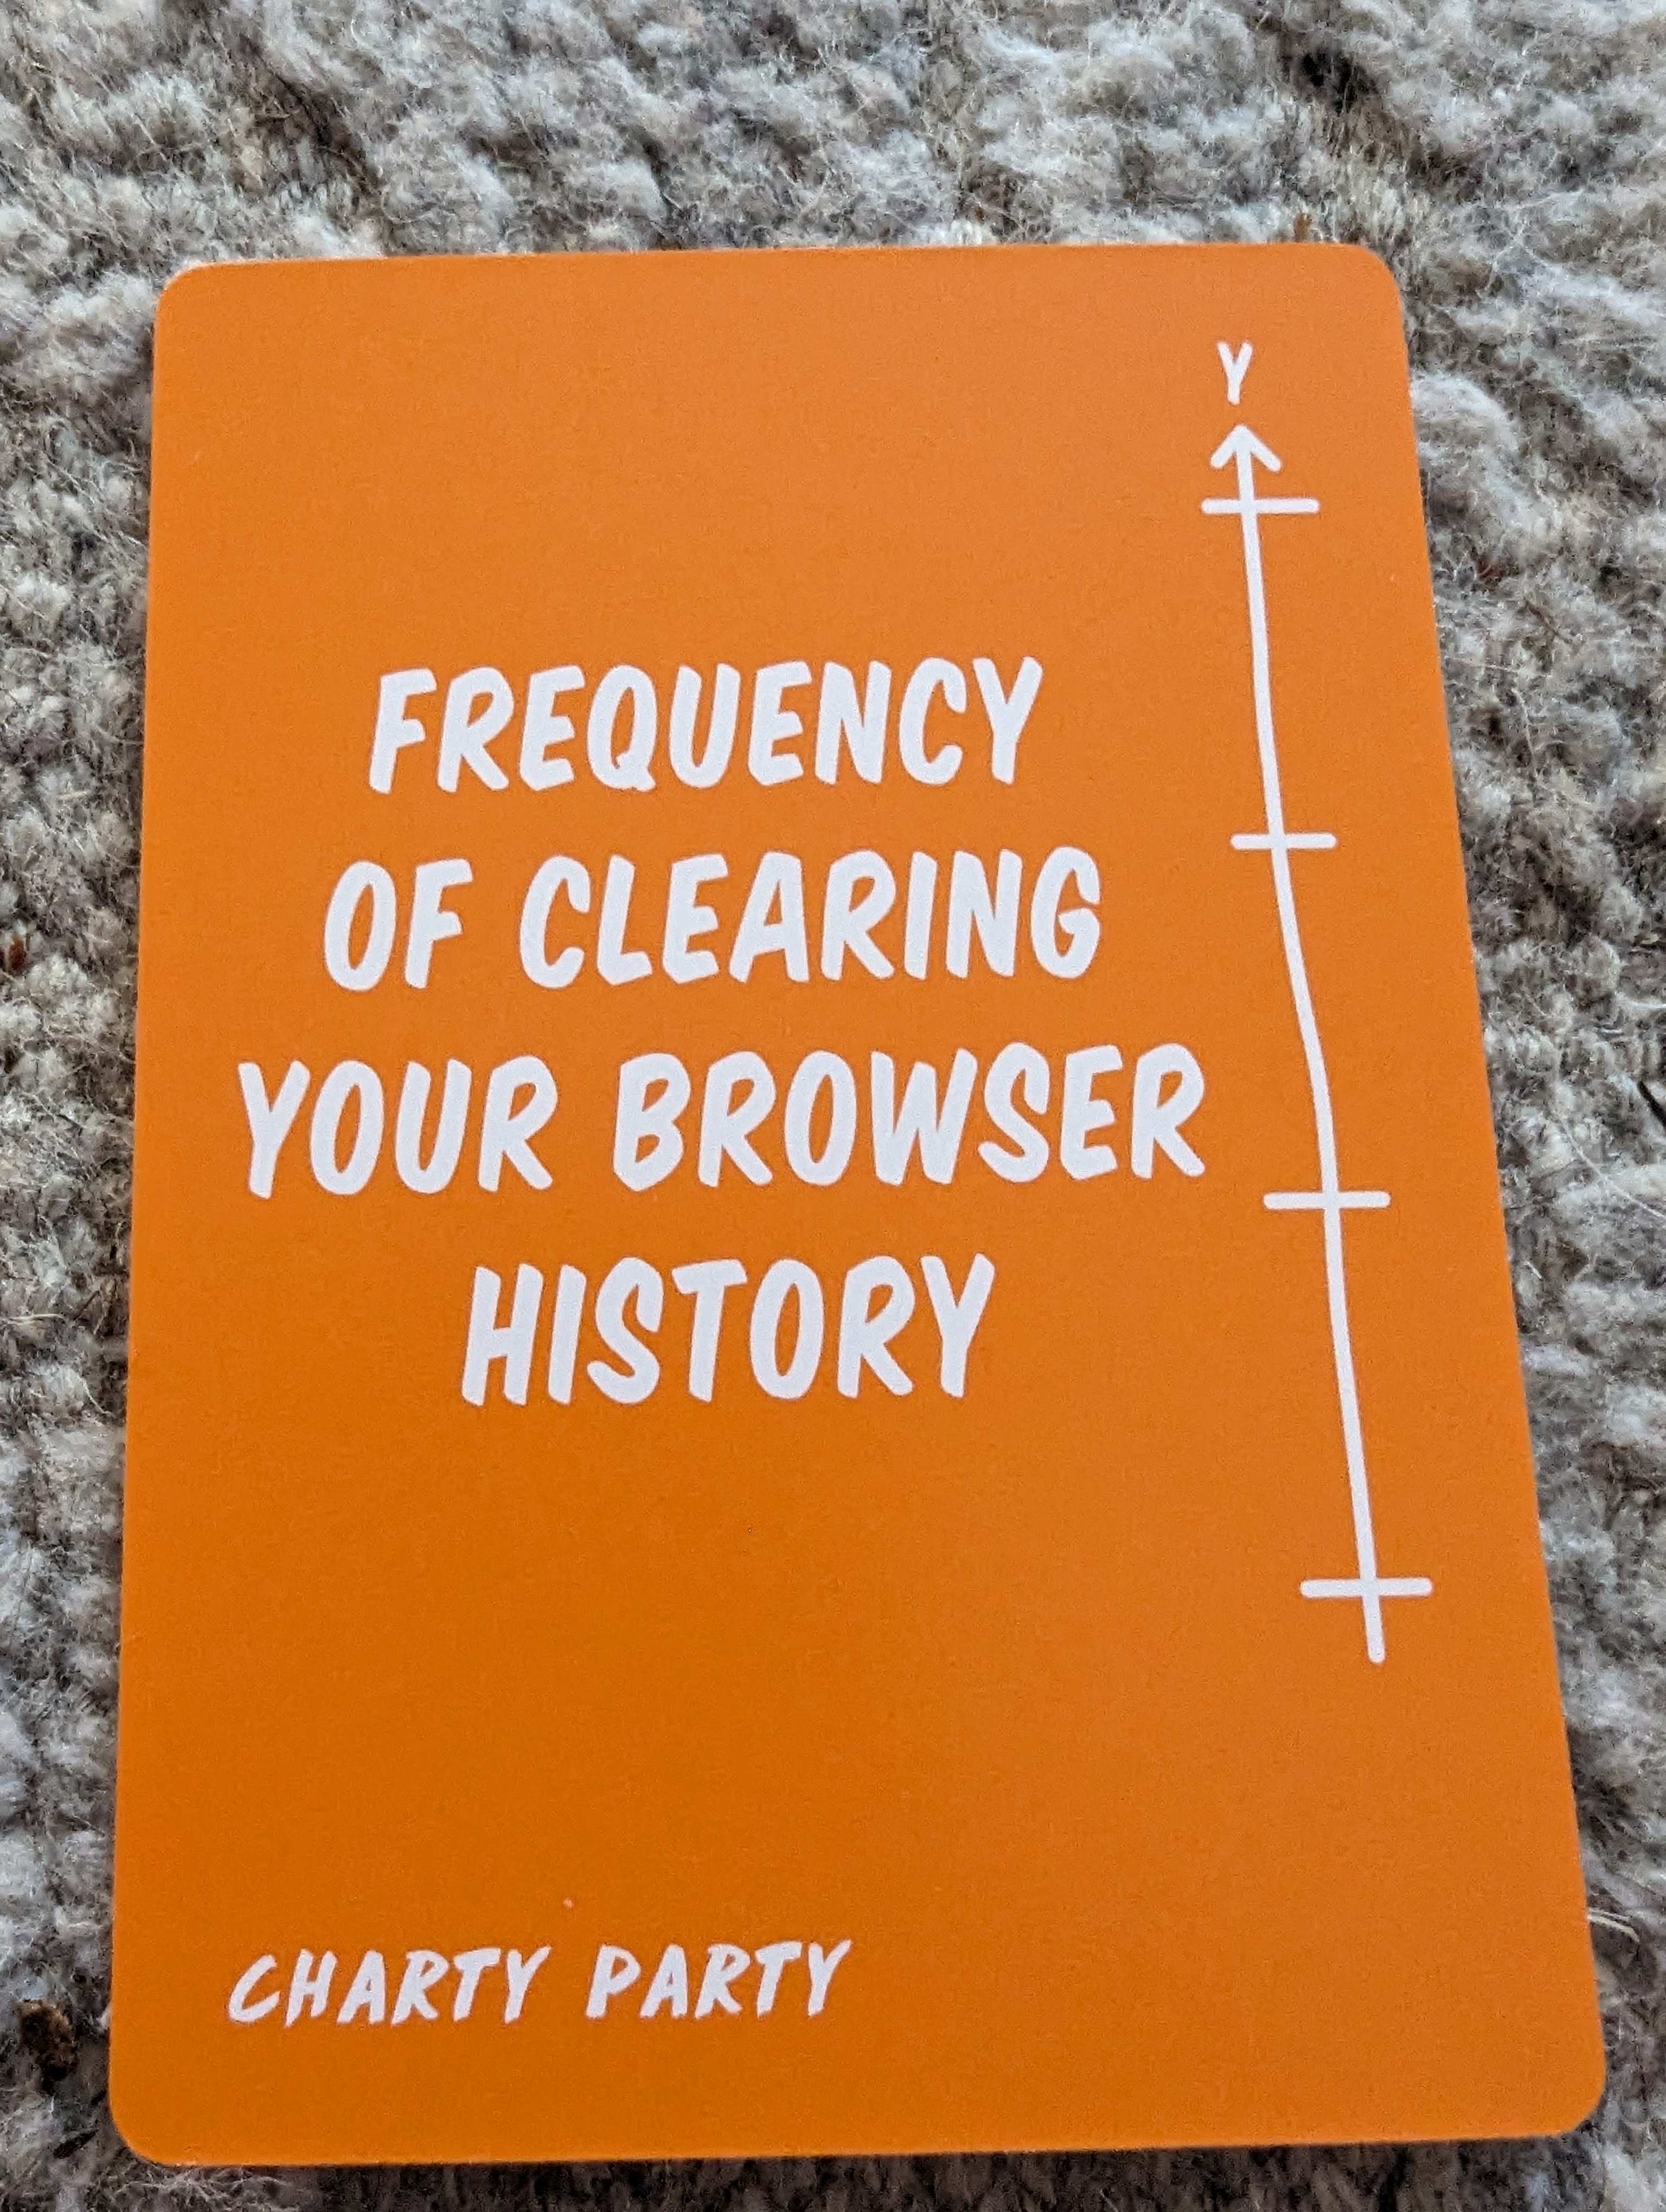 Y
FREQUENCY
OF CLEARING
YOUR BROWSER
HISTORY
CHARTY PARTY